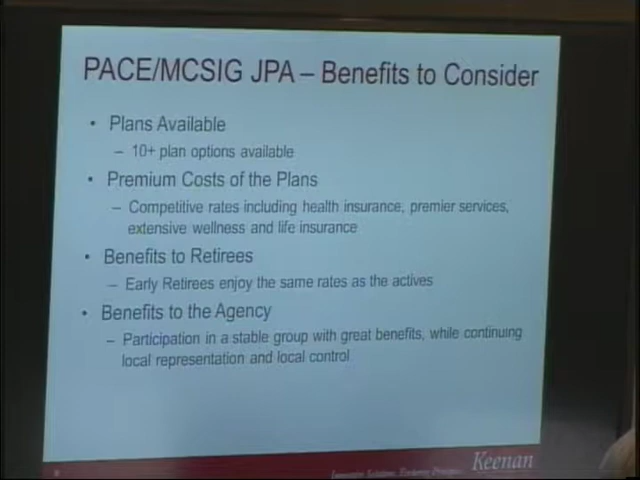 PACE/MCSIG JPA – Benefits to Consider
• Plans Available
– 10+ plan options available
• Premium Costs of the Plans
– Competitive rates including health insurance, premier services,
extensive wellness and life insurance
• Benefits to Retirees
– Early Retirees enjoy the same rates as the actives
• Benefits to the Agency
– Participation in a stable group with great benefits, while continuing
local representation and local control
Keenan